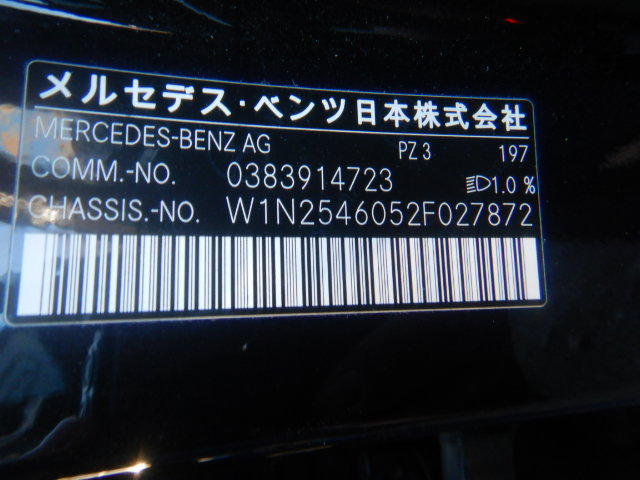 メルセデス・ベンツ日本株式会社
MERCEDES-BENZ AG PZ 3 197
COMM.-NO. 0383914723 1.0 %
CHASSIS.-NO. W1N2546052F027872